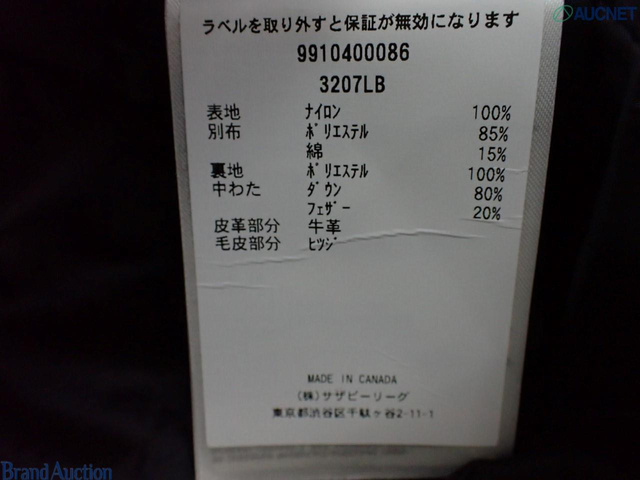 AUCNET
ラベルを取り外すと保証が無効になります
9910400086
3207LB
表地 ナイロン 100%
別布 ポリエステル 85%
綿 15%
裏地 ポリエステル 100%
中わた ダウン 80%
フェザー 20%
皮革部分 牛革
毛皮部分 ヒツジ
MADE IN CANADA
(株)サザビーリーグ
東京都渋谷区千駄ヶ谷2-11-1
Brand Auction